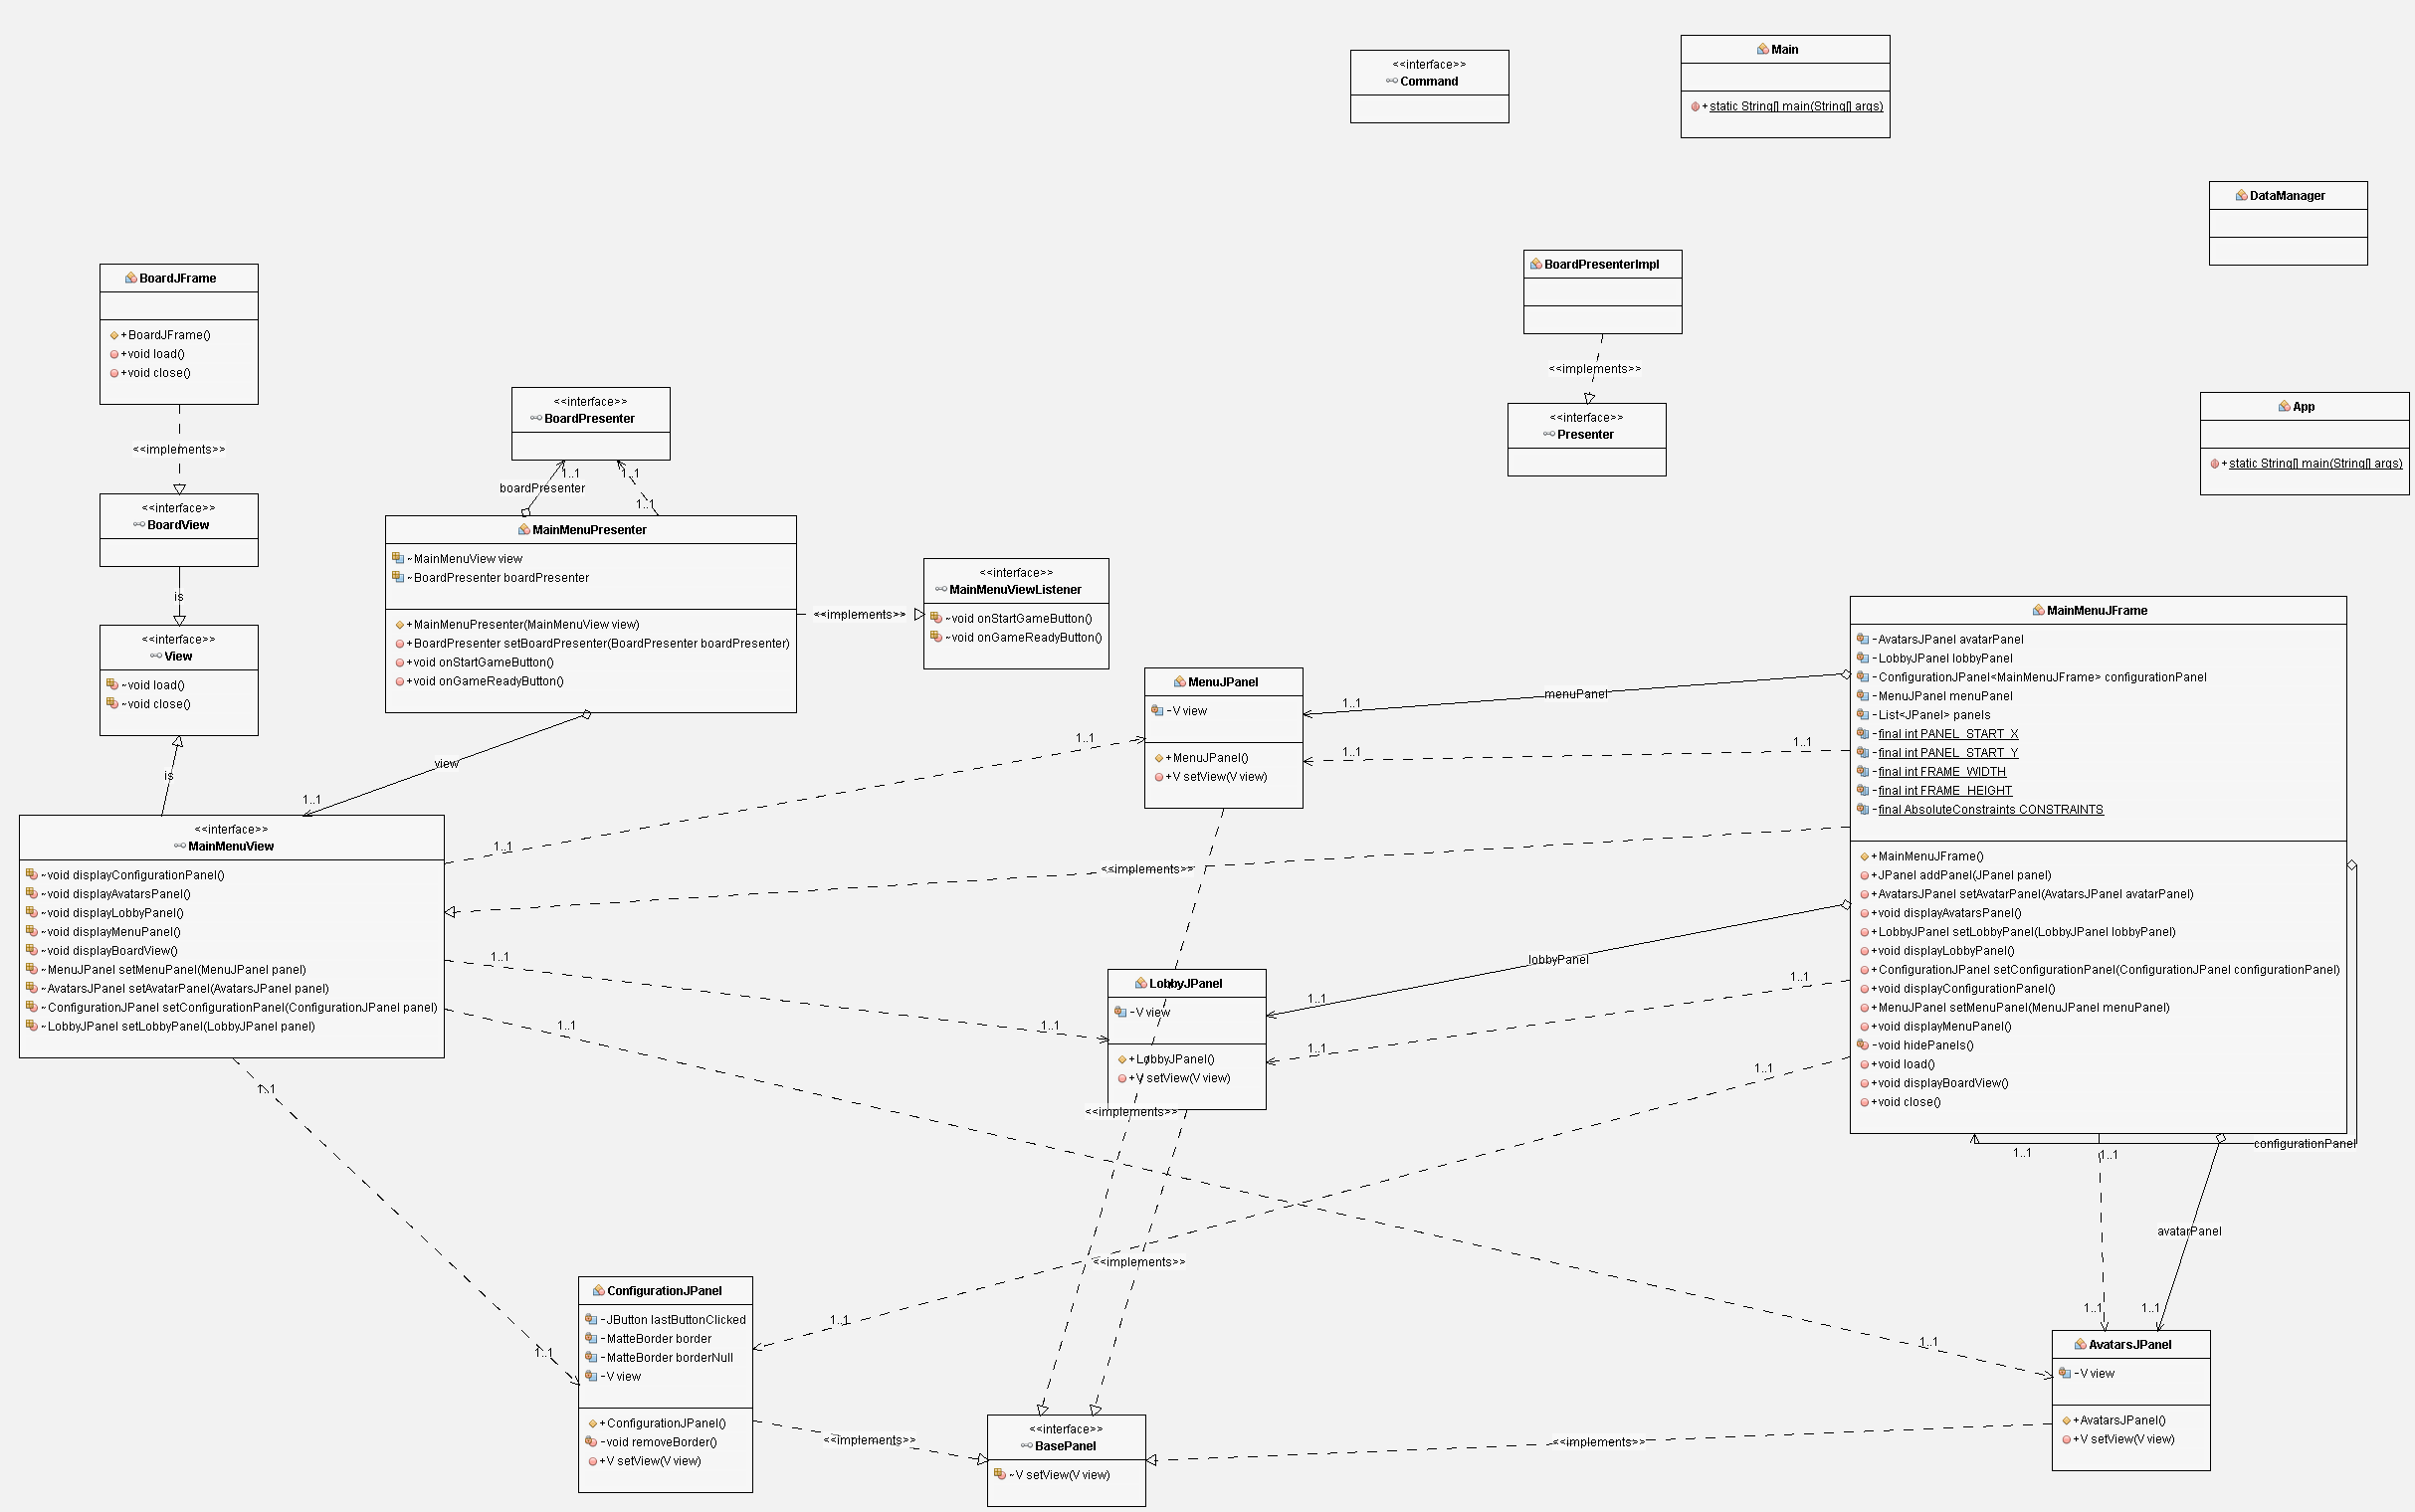 <<interface>>
Command
Main
+static String[] main(String[] args)
DataManager
BoardJFrame
+BoardJFrame()
+void load()
+void close()
<<implements>>
<<interface>>
BoardView
is
<<interface>>
View
~void load()
~void close()
is
<<interface>>
BoardPresenter
1..1
1..1
boardPresenter
1..1
MainMenuPresenter
~MainMenuView view
~BoardPresenter boardPresenter
+MainMenuPresenter(MainMenuView view)
+BoardPresenter setBoardPresenter(BoardPresenter boardPresenter)
+void onStartGameButton()
+void onGameReadyButton()
<<implements>>
<<interface>>
MainMenuViewListener
~void onStartGameButton()
~void onGameReadyButton()
BoardPresenterImpl
<<implements>>
<<interface>>
Presenter
App
+static String[] main(String[] args)
view
1..1
<<interface>>
MainMenuView
~void displayConfigurationPanel()
~void displayAvatarsPanel()
~void displayLobbyPanel()
~void displayMenuPanel()
~void displayBoardView()
~MenuJPanel setMenuPanel(MenuJPanel panel)
~AvatarsJPanel setAvatarPanel(AvatarsJPanel panel)
~ConfigurationJPanel setConfigurationPanel(ConfigurationJPanel panel)
~LobbyJPanel setLobbyPanel(LobbyJPanel panel)
1..1
1..1
1..1
1..1
1..1
1..1
1..1
1..1
MenuJPanel
-V view
+MenuJPanel()
+V setView(V view)
menuPanel
1..1
1..1
1..1
<<implements>>
MainMenuJFrame
-AvatarsJPanel avatarPanel
-LobbyJPanel lobbyPanel
-ConfigurationJPanel<MainMenuJFrame> configurationPanel
-MenuJPanel menuPanel
-List<JPanel> panels
-final int PANEL_START_X
-final int PANEL_START_Y
-final int FRAME_WIDTH
-final int FRAME_HEIGHT
-final AbsoluteConstraints CONSTRAINTS
+MainMenuJFrame()
+JPanel addPanel(JPanel panel)
+AvatarsJPanel setAvatarPanel(AvatarsJPanel avatarPanel)
+void displayAvatarsPanel()
+LobbyJPanel setLobbyPanel(LobbyJPanel lobbyPanel)
+void displayLobbyPanel()
+ConfigurationJPanel setConfigurationPanel(ConfigurationJPanel configurationPanel)
+void displayConfigurationPanel()
+MenuJPanel setMenuPanel(MenuJPanel menuPanel)
+void displayMenuPanel()
-void hidePanels()
+void load()
+void displayBoardView()
+void close()
LobbyJPanel
-V view
+LobbyJPanel()
+V setView(V view)
lobbyPanel
1..1
1..1
1..1
1..1
<<implements>>
<<implements>>
configurationPanel
1..1
1..1
avatarPanel
1..1
1..1
1..1
ConfigurationJPanel
-JButton lastButtonClicked
-MatteBorder border
-MatteBorder borderNull
-V view
+ConfigurationJPanel()
-void removeBorder()
+V setView(V view)
<<implements>>
<<interface>>
BasePanel
~V setView(V view)
<<implements>>
AvatarsJPanel
-V view
+AvatarsJPanel()
+V setView(V view)